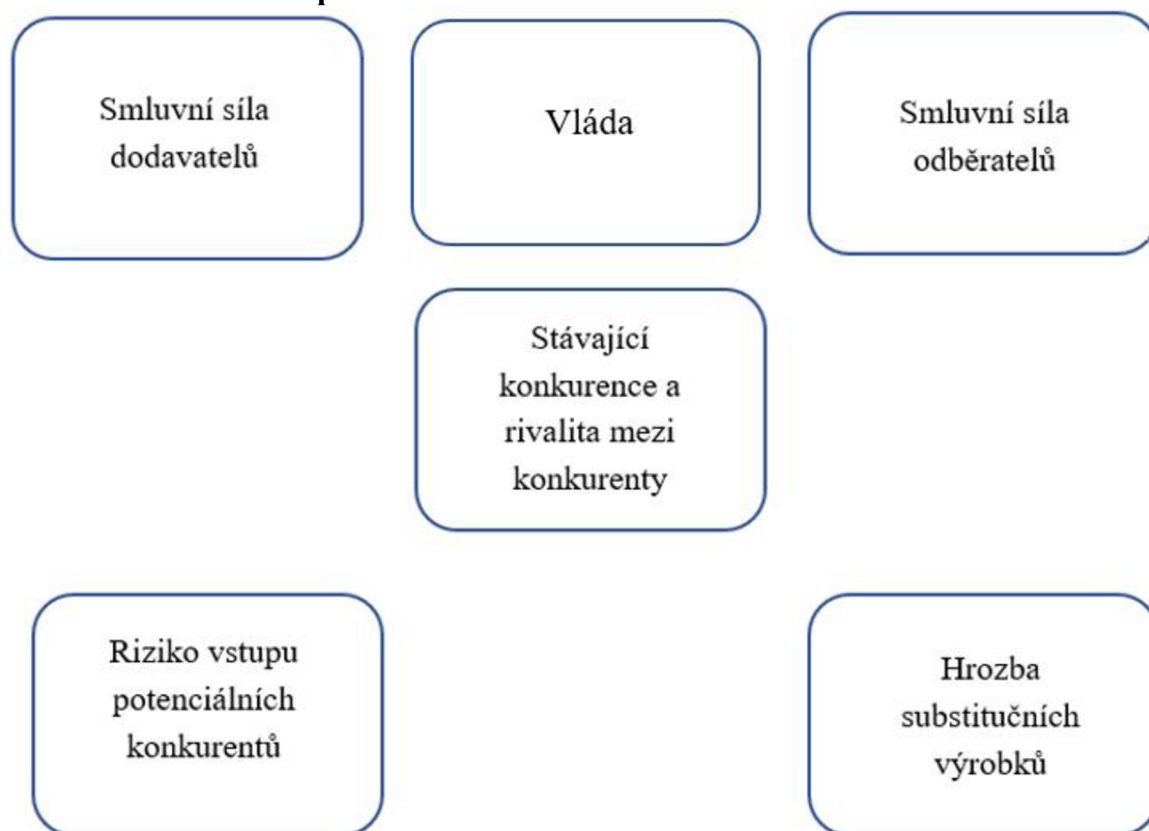 Smluvní síla
dodavatelů
Vláda
Smluvní síla
odběratelů
Stávající
konkurence a
rivalita mezi
konkurenty
Riziko vstupu
potenciálních
konkurentů
Hrozba
substitučních
výrobků